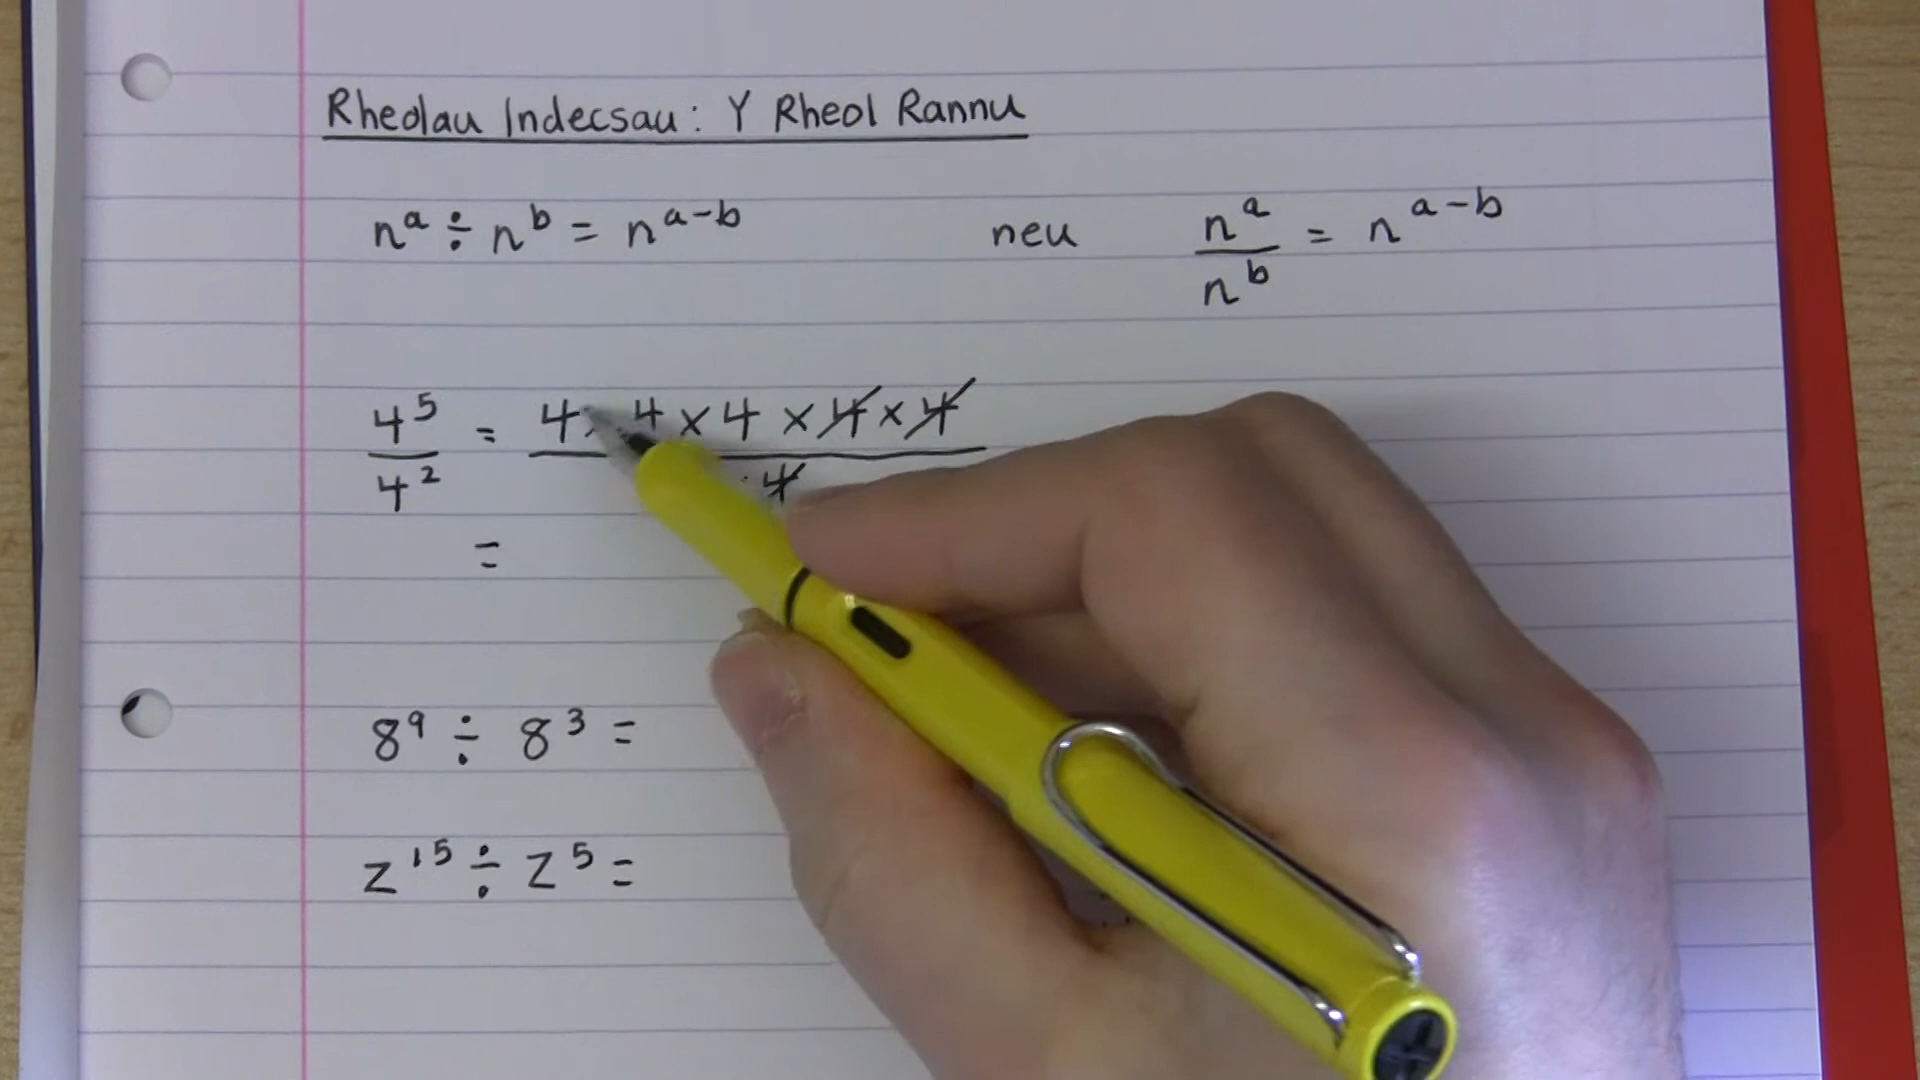 Rheolau Indecsau: Y Rheol Rannu
nᵃ ÷ nᵇ = nᵃ⁻ᵇ neu nᵃ/nᵇ = nᵃ⁻ᵇ
4⁵/4² = 4 × 4 × 4 × 4 × 4 / 4
=
8⁹ ÷ 8³ =
z¹⁵ ÷ z⁵ =